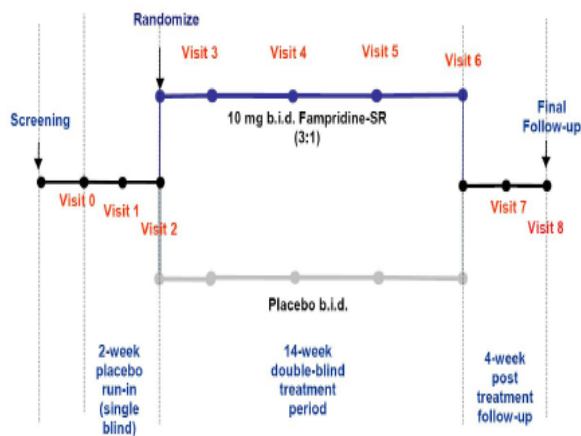 Randomize
Visit 3
Visit 4
Visit 5
Visit 6
10 mg b.i.d. Fampridine-SR
(3:1)
Screening
Final
Follow-up
Visit 0
Visit 1
Visit 2
Visit 7
Visit 8
Placebo b.i.d.
2-week
placebo
run-in
(single
blind)
14-week
double-blind
treatment
period
4-week
post
treatment
follow-up